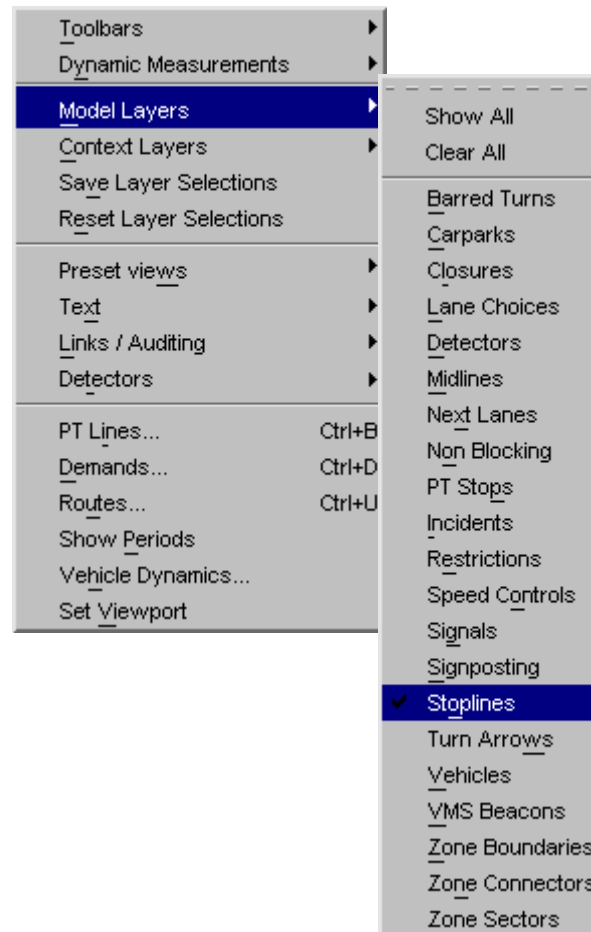 Toolbars
Dynamic Measurements
Model Layers
Context Layers
Save Layer Selections
Reset Layer Selections
Preset views
Text
Links / Auditing
Detectors
PT Lines... Ctrl+B
Demands... Ctrl+D
Routes... Ctrl+U
Show Periods
Vehicle Dynamics...
Set Viewport
Show All
Clear All
Barred Turns
Carparks
Closures
Lane Choices
Detectors
Midlines
Next Lanes
Non Blocking
PT Stops
Incidents
Restrictions
Speed Controls
Signals
Signposting
Stoplines
Turn Arrows
Vehicles
VMS Beacons
Zone Boundaries
Zone Connectors
Zone Sectors